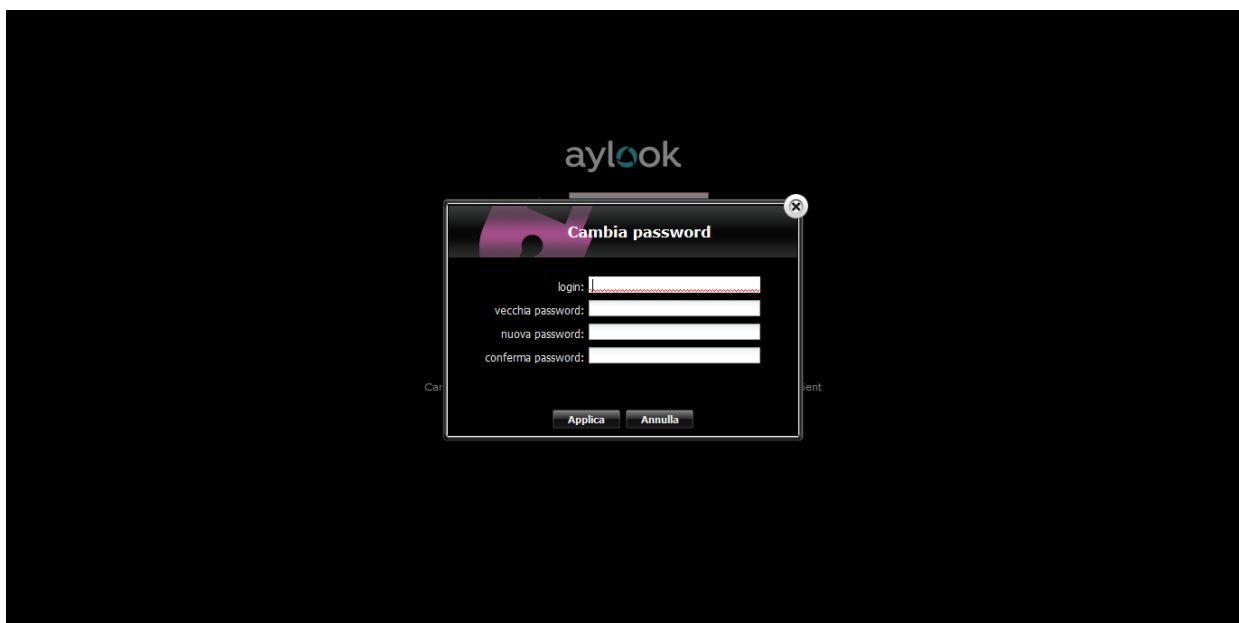 aylook
Cambia password
login:
vecchia password:
nuova password:
conferma password:
Applica Annulla